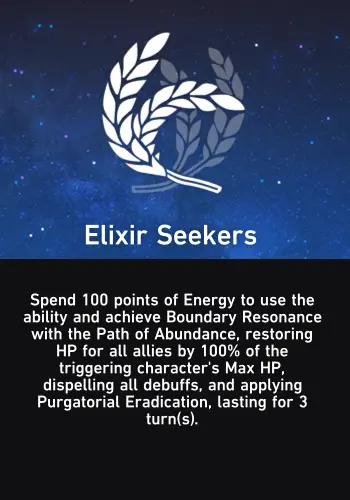 Elixir Seekers
Spend 100 points of Energy to use the
ability and achieve Boundary Resonance
with the Path of Abundance, restoring
HP for all allies by 100% of the
triggering character's Max HP,
dispelling all debuffs, and applying
Purgatorial Eradication, lasting for 3
turn(s).